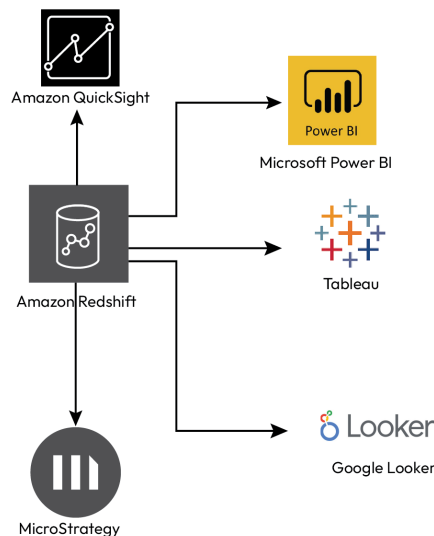 Amazon QuickSight
Power BI
Microsoft Power BI
Amazon Redshift
Tableau
Looker
Google Looker
MicroStrategy